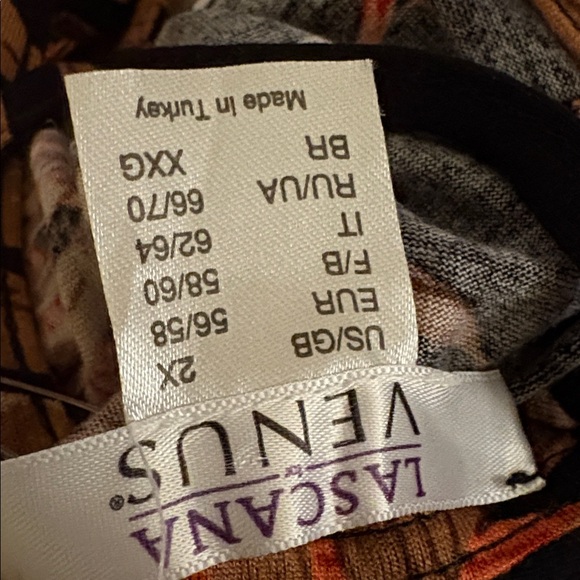 LASCANA
for
VENUS®
US/GB 2X
EUR 56/58
F/B 58/60
IT 62/64
RU/UA 66/70
BR XXG
Made in Turkey